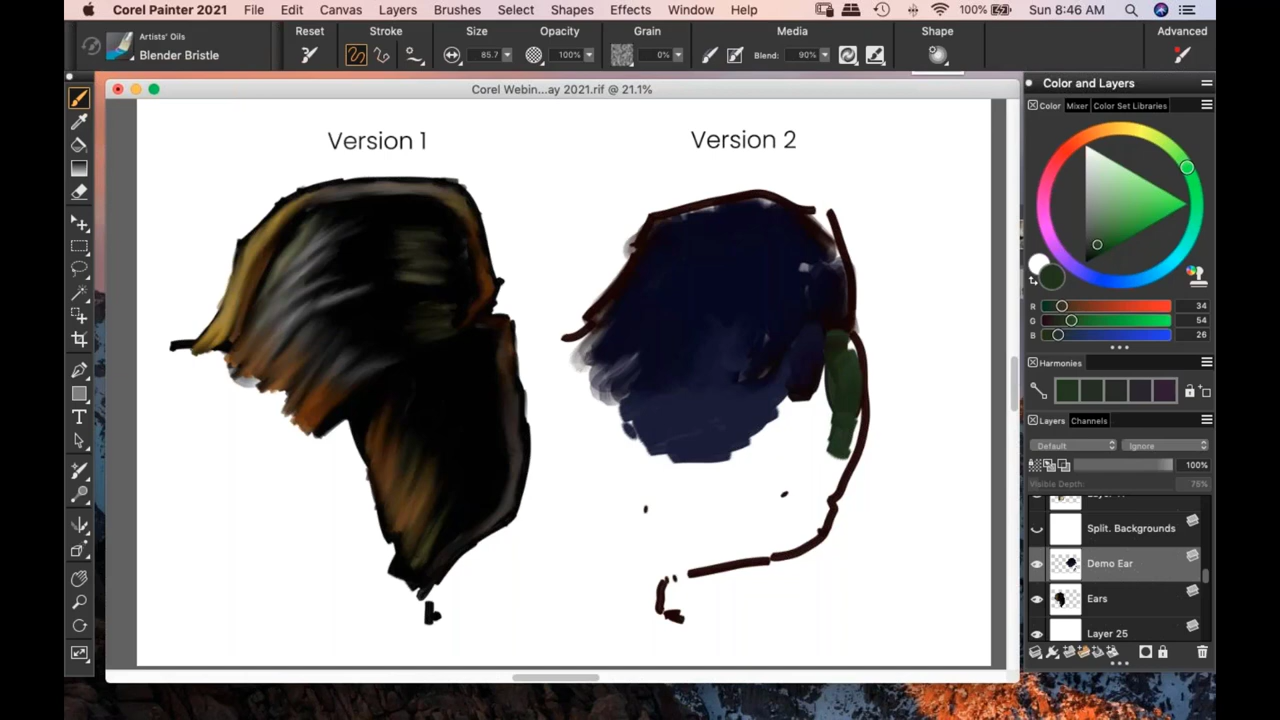 Corel Painter 2021 File Edit Canvas Layers Brushes Select Shapes Effects Window Help 100% Sun 8:46 AM
Artists' Oils
Blender Bristle
Reset Stroke Size Opacity Grain Media Shape Advanced
85.7 100% 0% Blend: 90%
Corel Webin...ay 2021.rif @ 21.1%
Version 1
Version 2
Color and Layers
Color Mixer Color Set Libraries
R 34
G 54
B 26
Harmonies
Layers Channels
Default Ignore
100%
Visible Depth: 75%
Split. Backgrounds
Demo Ear
Ears
Layer 25